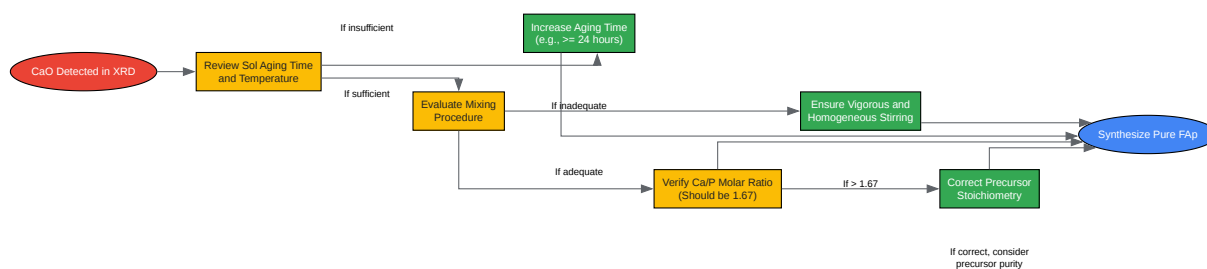 If insufficient
Increase Aging Time
(e.g., >= 24 hours)
CaO Detected in XRD
Review Sol Aging Time
and Temperature
If sufficient
Evaluate Mixing
Procedure
If inadequate
Ensure Vigorous and
Homogeneous Stirring
Synthesize Pure FAp
If adequate
Verify Ca/P Molar Ratio
(Should be 1.67)
If > 1.67
Correct Precursor
Stoichiometry
If correct, consider
precursor purity